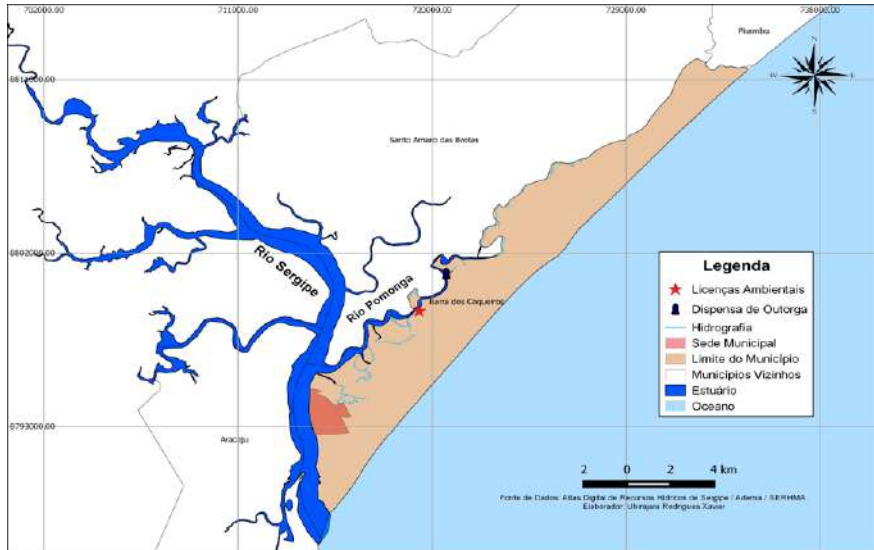 702000,00 711000,00 720000,00 729000,00 738000,00
Pirambu
N
W E
S
8811000,00
Santo Amaro das Brotas
8802000,00
Rio Sergipe
Rio Pomonga
Barra dos Coqueiros
Legenda
Licenças Ambientais
Dispensa de Outorga
Hidrografia
Sede Municipal
Limite do Município
Municípios Vizinhos
Estuário
Oceano
8793000,00
Aracaju
2 0 2 4 km
Fonte de Dados: Atlas Digital de Recursos Hídricos de Sergipe / Adema / SERHMA
Elaborador: Ubirajara Rodrigues Xavier